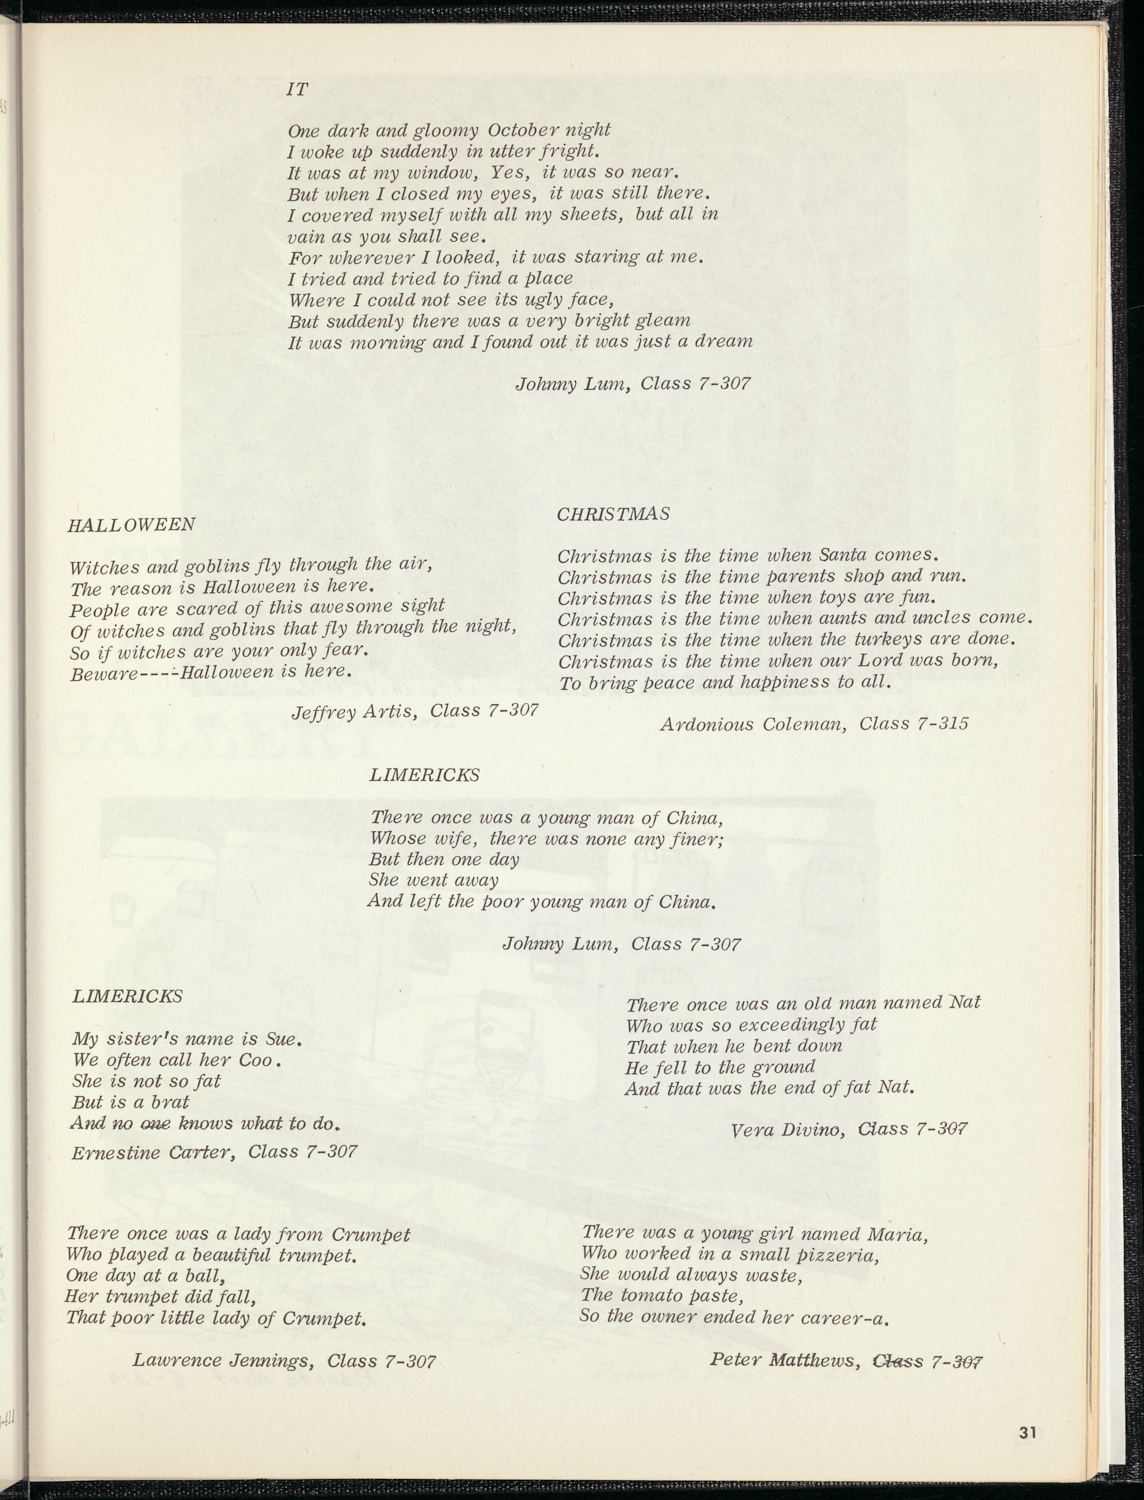 IT
One dark and gloomy October night
I woke up suddenly in utter fright.
It was at my window, Yes, it was so near.
But when I closed my eyes, it was still there.
I covered myself with all my sheets, but all in
vain as you shall see.
For wherever I looked, it was staring at me.
I tried and tried to find a place
Where I could not see its ugly face,
But suddenly there was a very bright gleam
It was morning and I found out it was just a dream
Johnny Lum, Class 7-307
HALLOWEEN
Witches and goblins fly through the air,
The reason is Halloween is here.
People are scared of this awesome sight
Of witches and goblins that fly through the night,
So if witches are your only fear.
Beware----Halloween is here.
Jeffrey Artis, Class 7-307
CHRISTMAS
Christmas is the time when Santa comes.
Christmas is the time parents shop and run.
Christmas is the time when toys are fun.
Christmas is the time when aunts and uncles come.
Christmas is the time when the turkeys are done.
Christmas is the time when our Lord was born,
To bring peace and happiness to all.
Ardonious Coleman, Class 7-315
LIMERICKS
There once was a young man of China,
Whose wife, there was none any finer;
But then one day
She went away
And left the poor young man of China.
Johnny Lum, Class 7-307
LIMERICKS
My sister's name is Sue.
We often call her Coo.
She is not so fat
But is a brat
And no one knows what to do.
Ernestine Carter, Class 7-307
There once was an old man named Nat
Who was so exceedingly fat
That when he bent down
He fell to the ground
And that was the end of fat Nat.
Vera Divino, Class 7-307
There once was a lady from Crumpet
Who played a beautiful trumpet.
One day at a ball,
Her trumpet did fall,
That poor little lady of Crumpet.
Lawrence Jennings, Class 7-307
There was a young girl named Maria,
Who worked in a small pizzeria,
She would always waste,
The tomato paste,
So the owner ended her career-a.
Peter Matthews, Class 7-307
31